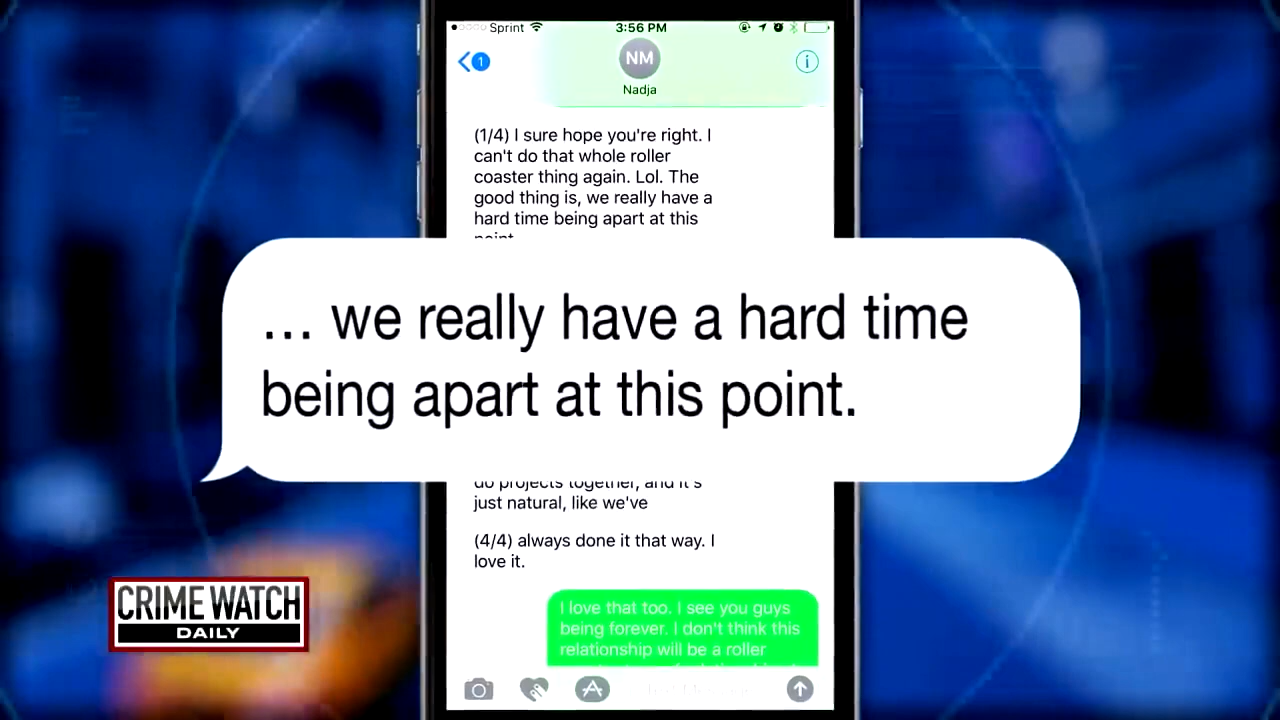 Sprint
3:56 PM
1
NM
i
Nadja
(1/4) I sure hope you're right. I
can't do that whole roller
coaster thing again. Lol. The
good thing is, we really have a
hard time being apart at this
point.
... we really have a hard time
being apart at this point.
do projects together, and it's
just natural, like we've
(4/4) always done it that way. I
love it.
I love that too. I see you guys
being forever. I don't think this
relationship will be a roller
CRIME WATCH
DAILY